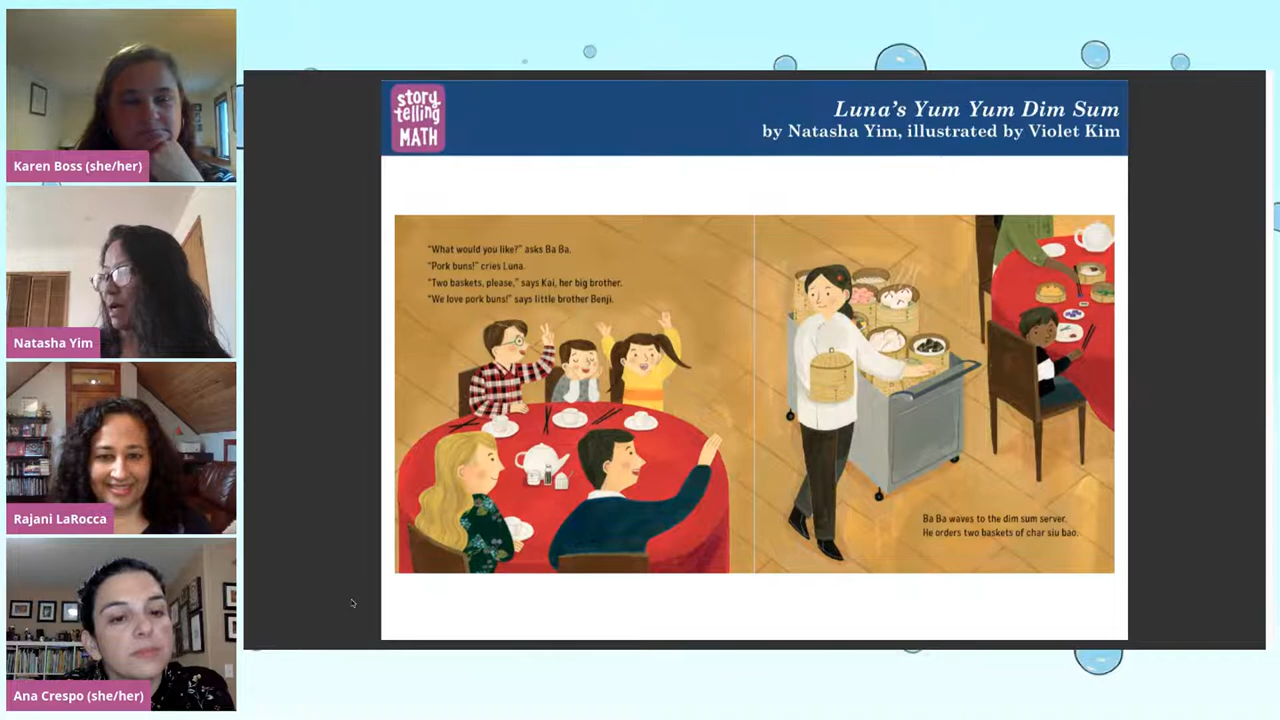 Karen Boss (she/her)
Natasha Yim
Rajani LaRocca
Ana Crespo (she/her)
story
telling
MATH
Luna's Yum Yum Dim Sum
by Natasha Yim, illustrated by Violet Kim
"What would you like?" asks Ba Ba.
"Pork buns!" cries Luna.
"Two baskets, please," says Kai, her big brother.
"We love pork buns!" says little brother Benji.
Ba Ba waves to the dim sum server.
He orders two baskets of char siu bao.